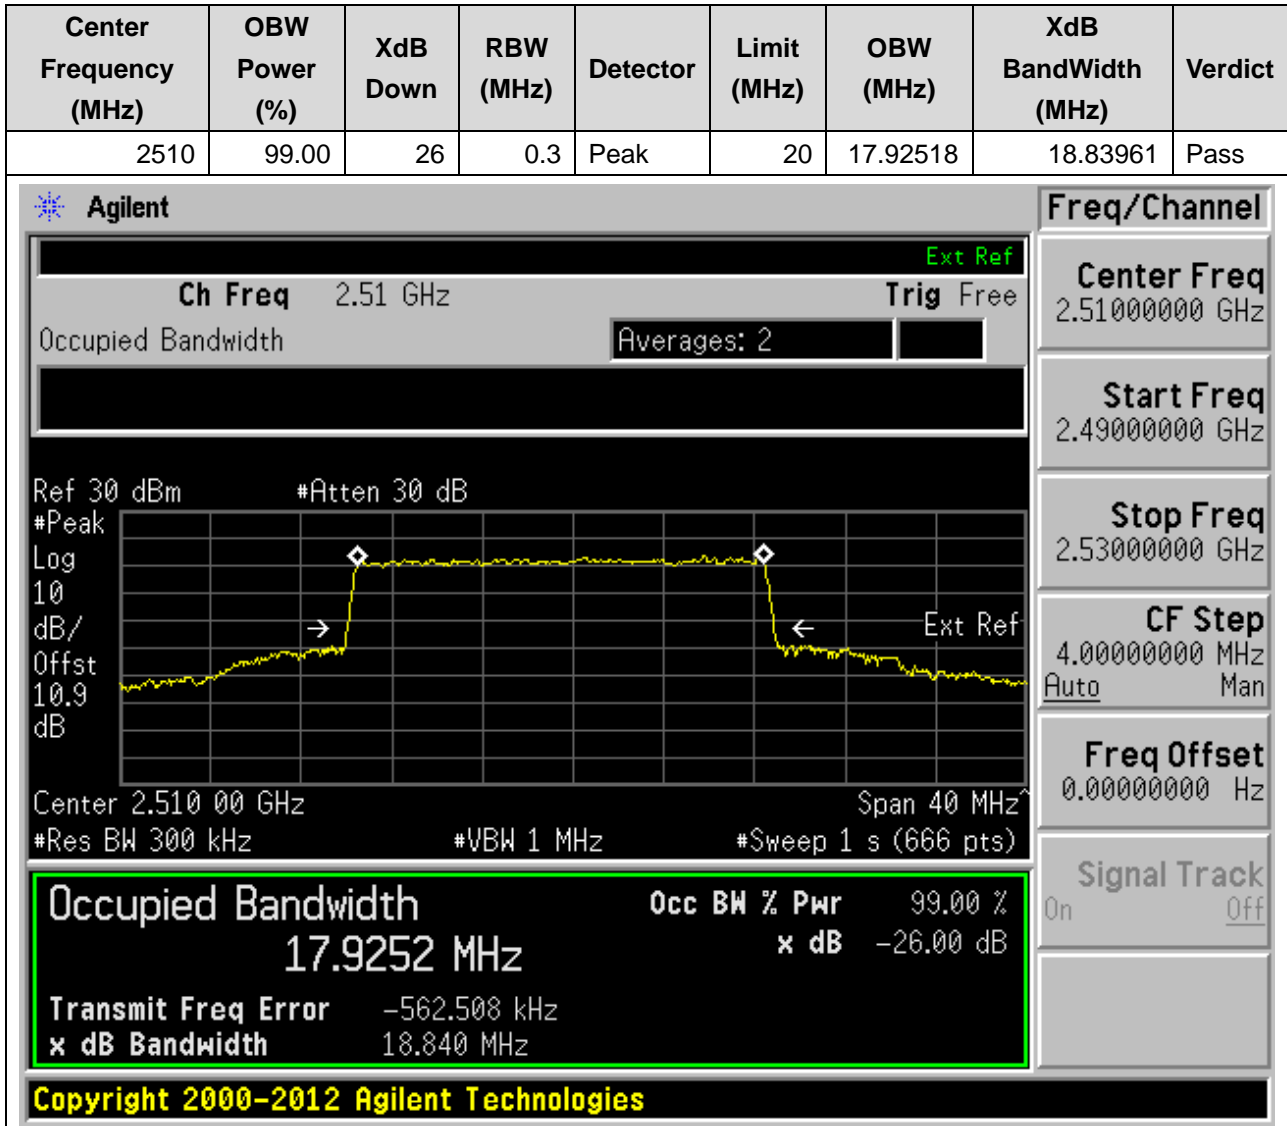 Center Frequency (MHz) OBW Power (%) XdB Down RBW (MHz) Detector Limit (MHz) OBW (MHz) XdB BandWidth (MHz) Verdict
2510 99.00 26 0.3 Peak 20 17.92518 18.83961 Pass
Agilent
Freq/Channel
Ext Ref
Ch Freq 2.51 GHz Trig Free
Occupied Bandwidth Averages: 2
Center Freq
2.51000000 GHz
Start Freq
2.49000000 GHz
Stop Freq
2.53000000 GHz
CF Step
4.00000000 MHz
Auto Man
Freq Offset
0.00000000 Hz
Signal Track
On Off
Ref 30 dBm #Atten 30 dB
#Peak
Log
10
dB/
Offst
10.9
dB
Ext Ref
Center 2.510 00 GHz Span 40 MHz^
#Res BW 300 kHz #VBW 1 MHz #Sweep 1 s (666 pts)
Occupied Bandwidth
17.9252 MHz
Occ BW % Pwr 99.00 %
x dB -26.00 dB
Transmit Freq Error -562.508 kHz
x dB Bandwidth 18.840 MHz
Copyright 2000-2012 Agilent Technologies